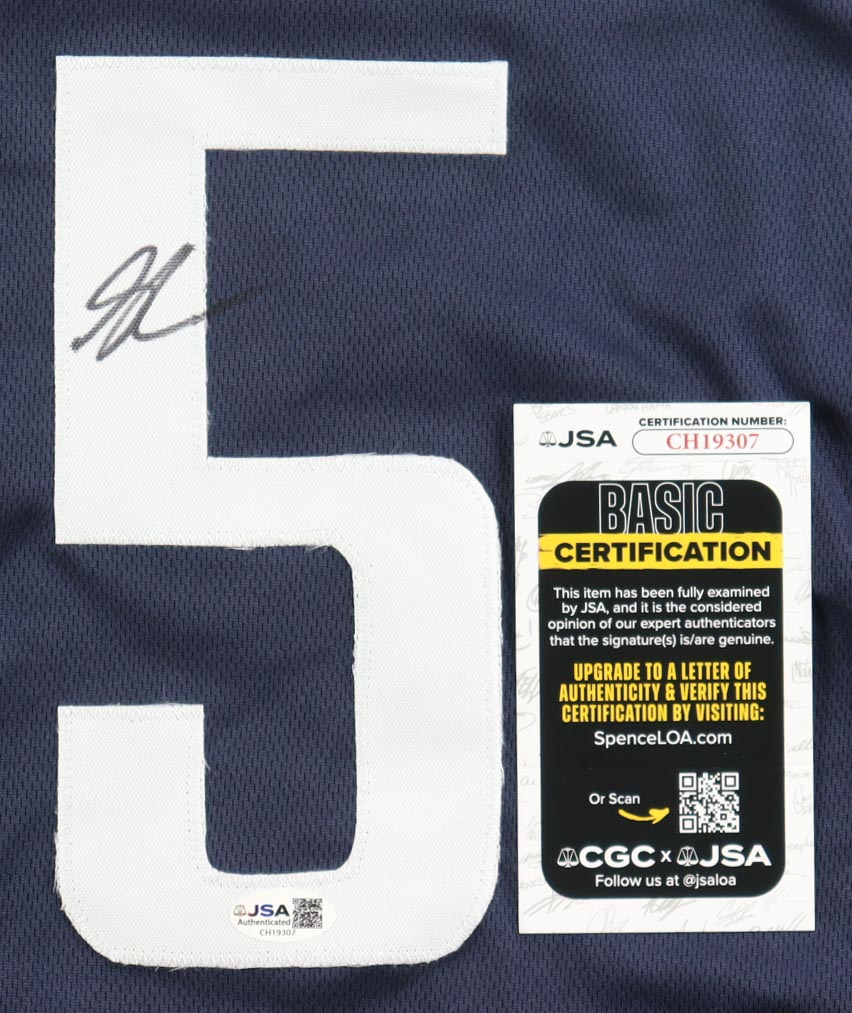 5
JSA
CERTIFICATION NUMBER:
CH19307
BASIC
CERTIFICATION
This item has been fully examined
by JSA, and it is the considered
opinion of our expert authenticators
that the signature(s) is/are genuine.
UPGRADE TO A LETTER OF
AUTHENTICITY & VERIFY THIS
CERTIFICATION BY VISITING:
SpenceLOA.com
Or Scan
CGC x JSA
Follow us at @jsaloa
JSA
Authenticated
CH19307